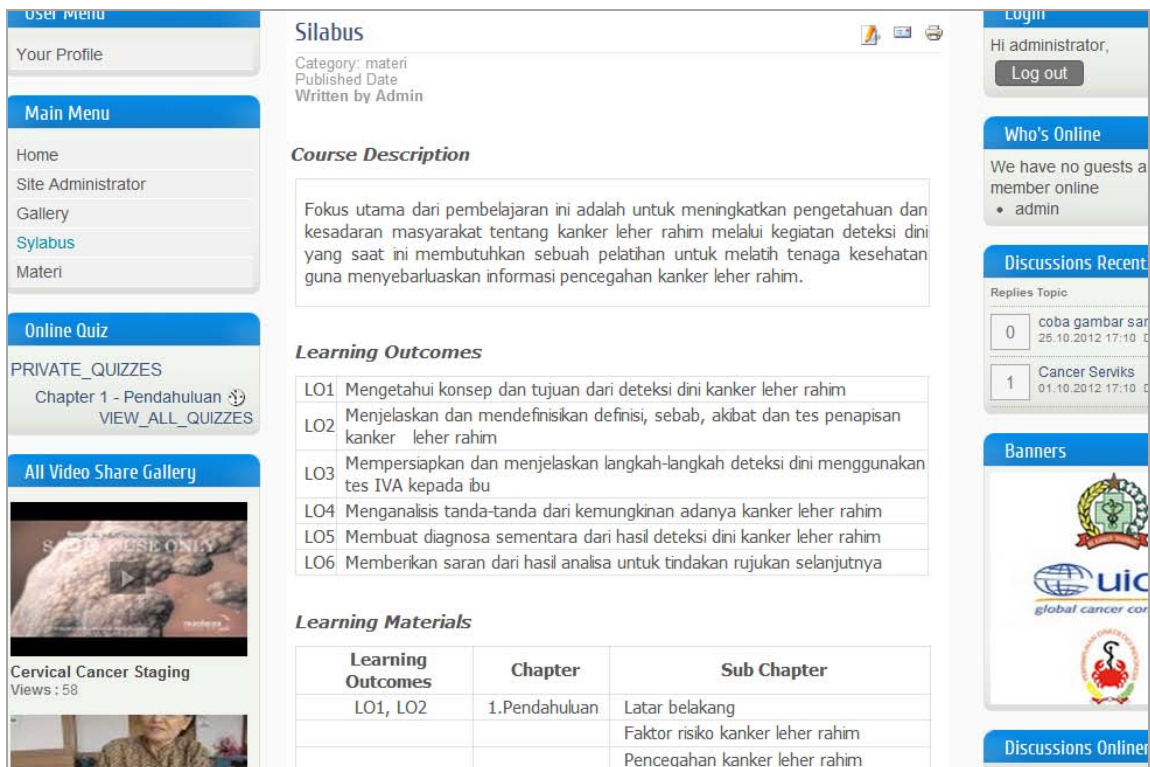 User Menu
Your Profile
Main Menu
Home
Site Administrator
Gallery
Sylabus
Materi
Online Quiz
PRIVATE_QUIZZES
Chapter 1 - Pendahuluan
VIEW_ALL_QUIZZES
All Video Share Gallery
Cervical Cancer Staging
Views : 58
Silabus
Category: materi
Published Date
Written by Admin
Course Description
Fokus utama dari pembelajaran ini adalah untuk meningkatkan pengetahuan dan
kesadaran masyarakat tentang kanker leher rahim melalui kegiatan deteksi dini
yang saat ini membutuhkan sebuah pelatihan untuk melatih tenaga kesehatan
guna menyebarluaskan informasi pencegahan kanker leher rahim.
Learning Outcomes
LO1 Mengetahui konsep dan tujuan dari deteksi dini kanker leher rahim
LO2 Menjelaskan dan mendefinisikan definisi, sebab, akibat dan tes penapisan
kanker leher rahim
LO3 Mempersiapkan dan menjelaskan langkah-langkah deteksi dini menggunakan
tes IVA kepada ibu
LO4 Menganalisis tanda-tanda dari kemungkinan adanya kanker leher rahim
LO5 Membuat diagnosa sementara dari hasil deteksi dini kanker leher rahim
LO6 Memberikan saran dari hasil analisa untuk tindakan rujukan selanjutnya
Learning Materials
Learning
Outcomes Chapter Sub Chapter
LO1, LO2 1.Pendahuluan Latar belakang
Faktor risiko kanker leher rahim
Pencegahan kanker leher rahim
Login
Hi administrator,
Log out
Who's Online
We have no guests a
member online
admin
Discussions Recent
Replies Topic
0 coba gambar sar
26.10.2012 17:10
1 Cancer Serviks
01.10.2012 17:10
Banners
uic
global cancer con
Discussions Onliner